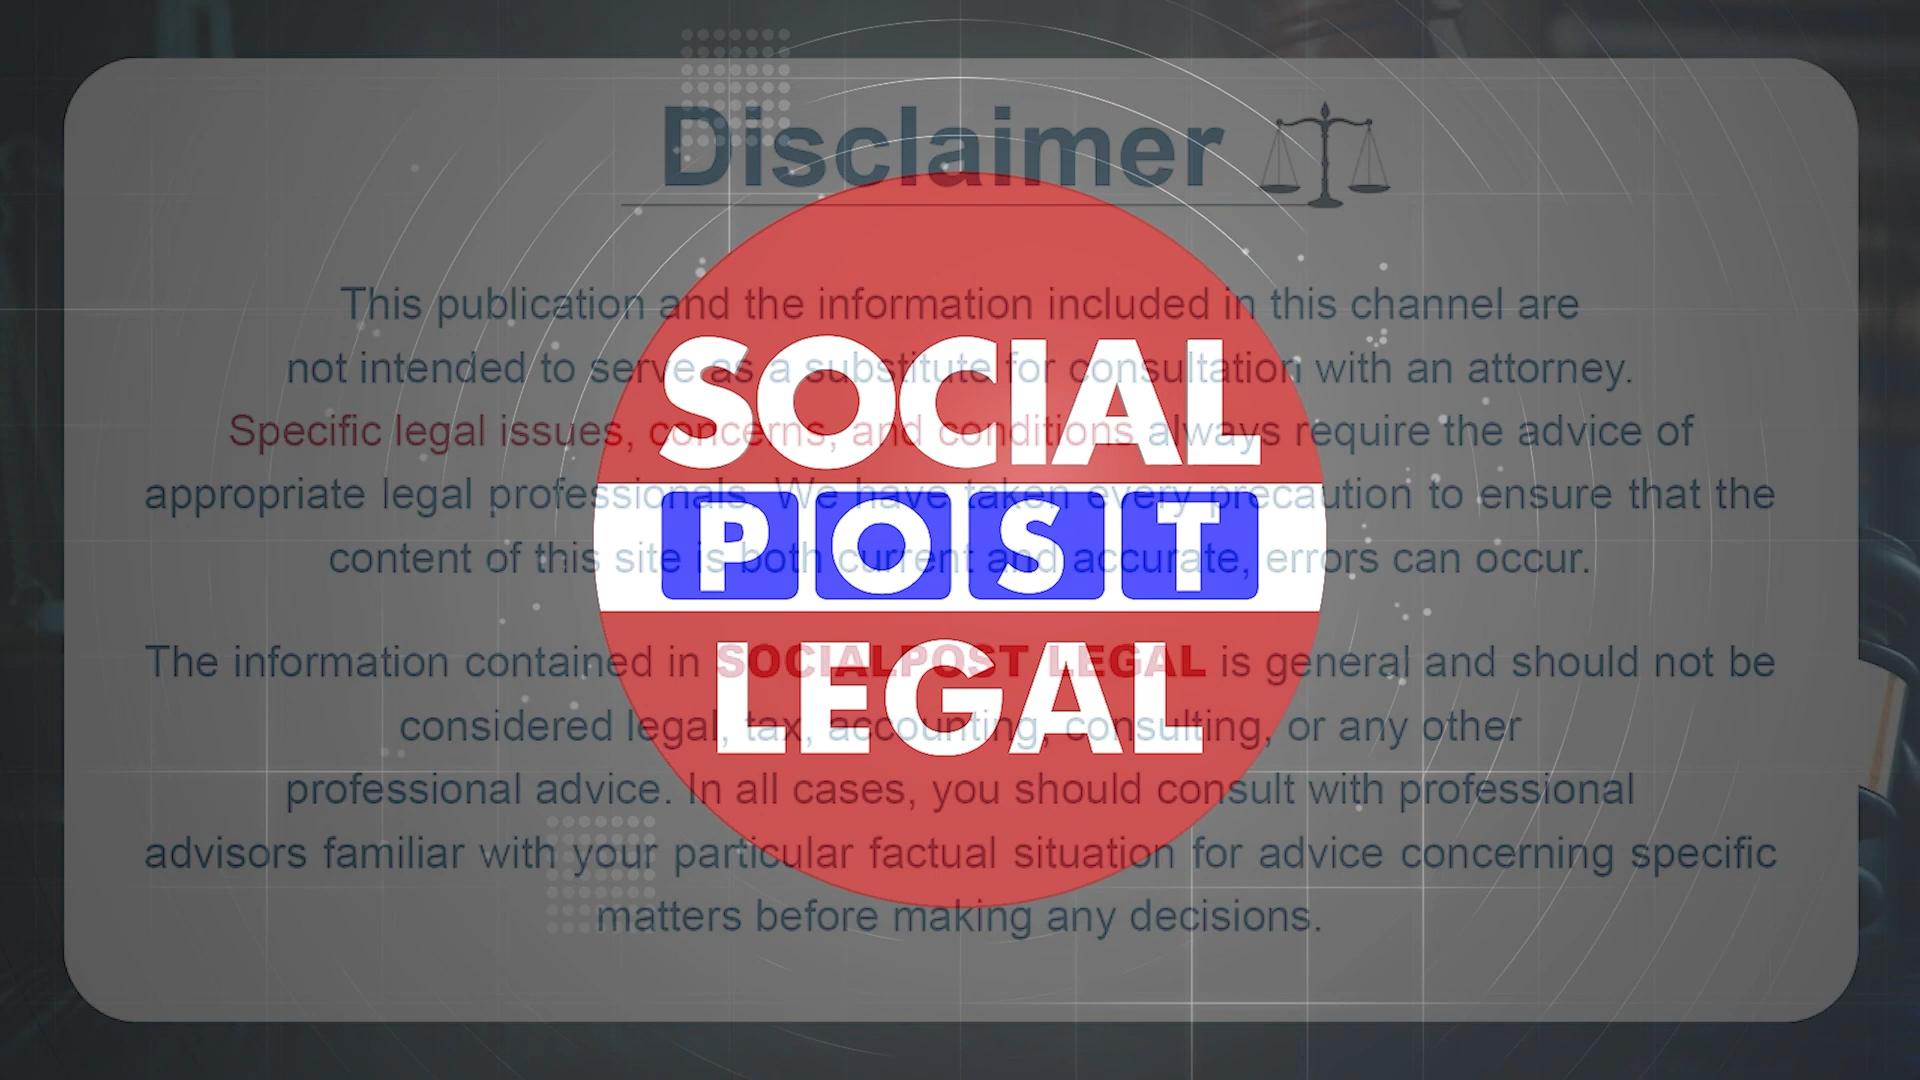 Disclaimer
This publication and the information included in this channel are
not intended to serve as a substitute for consultation with an attorney.
Specific legal issues, concerns, and conditions always require the advice of
appropriate legal professionals. We have taken every precaution to ensure that the
content of this site is both current and accurate, errors can occur.
The information contained in SOCIALPOST LEGAL is general and should not be
considered legal, tax, accounting, consulting, or any other
professional advice. In all cases, you should consult with professional
advisors familiar with your particular factual situation for advice concerning specific
matters before making any decisions.
SOCIAL
POST
LEGAL